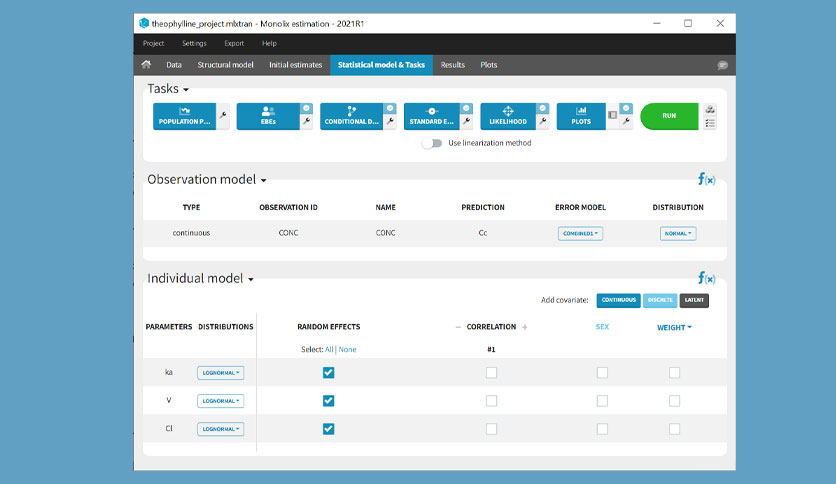 theophylline_project.mlxtran - Monolix estimation - 2021R1
Project Settings Export Help
Data Structural model Initial estimates Statistical model & Tasks Results Plots
Tasks
POPULATION P... EBEs CONDITIONAL D... STANDARD E... LIKELIHOOD PLOTS RUN
Use linearization method
Observation model f(x)
TYPE OBSERVATION ID NAME PREDICTION ERROR MODEL DISTRIBUTION
continuous CONC CONC Cc COMBINED1 NORMAL
Individual model f(x)
Add covariate: CONTINUOUS DISCRETE LATENT
PARAMETERS DISTRIBUTIONS RANDOM EFFECTS − CORRELATION + SEX WEIGHT
Select: All | None #1
ka LOGNORMAL
V LOGNORMAL
Cl LOGNORMAL